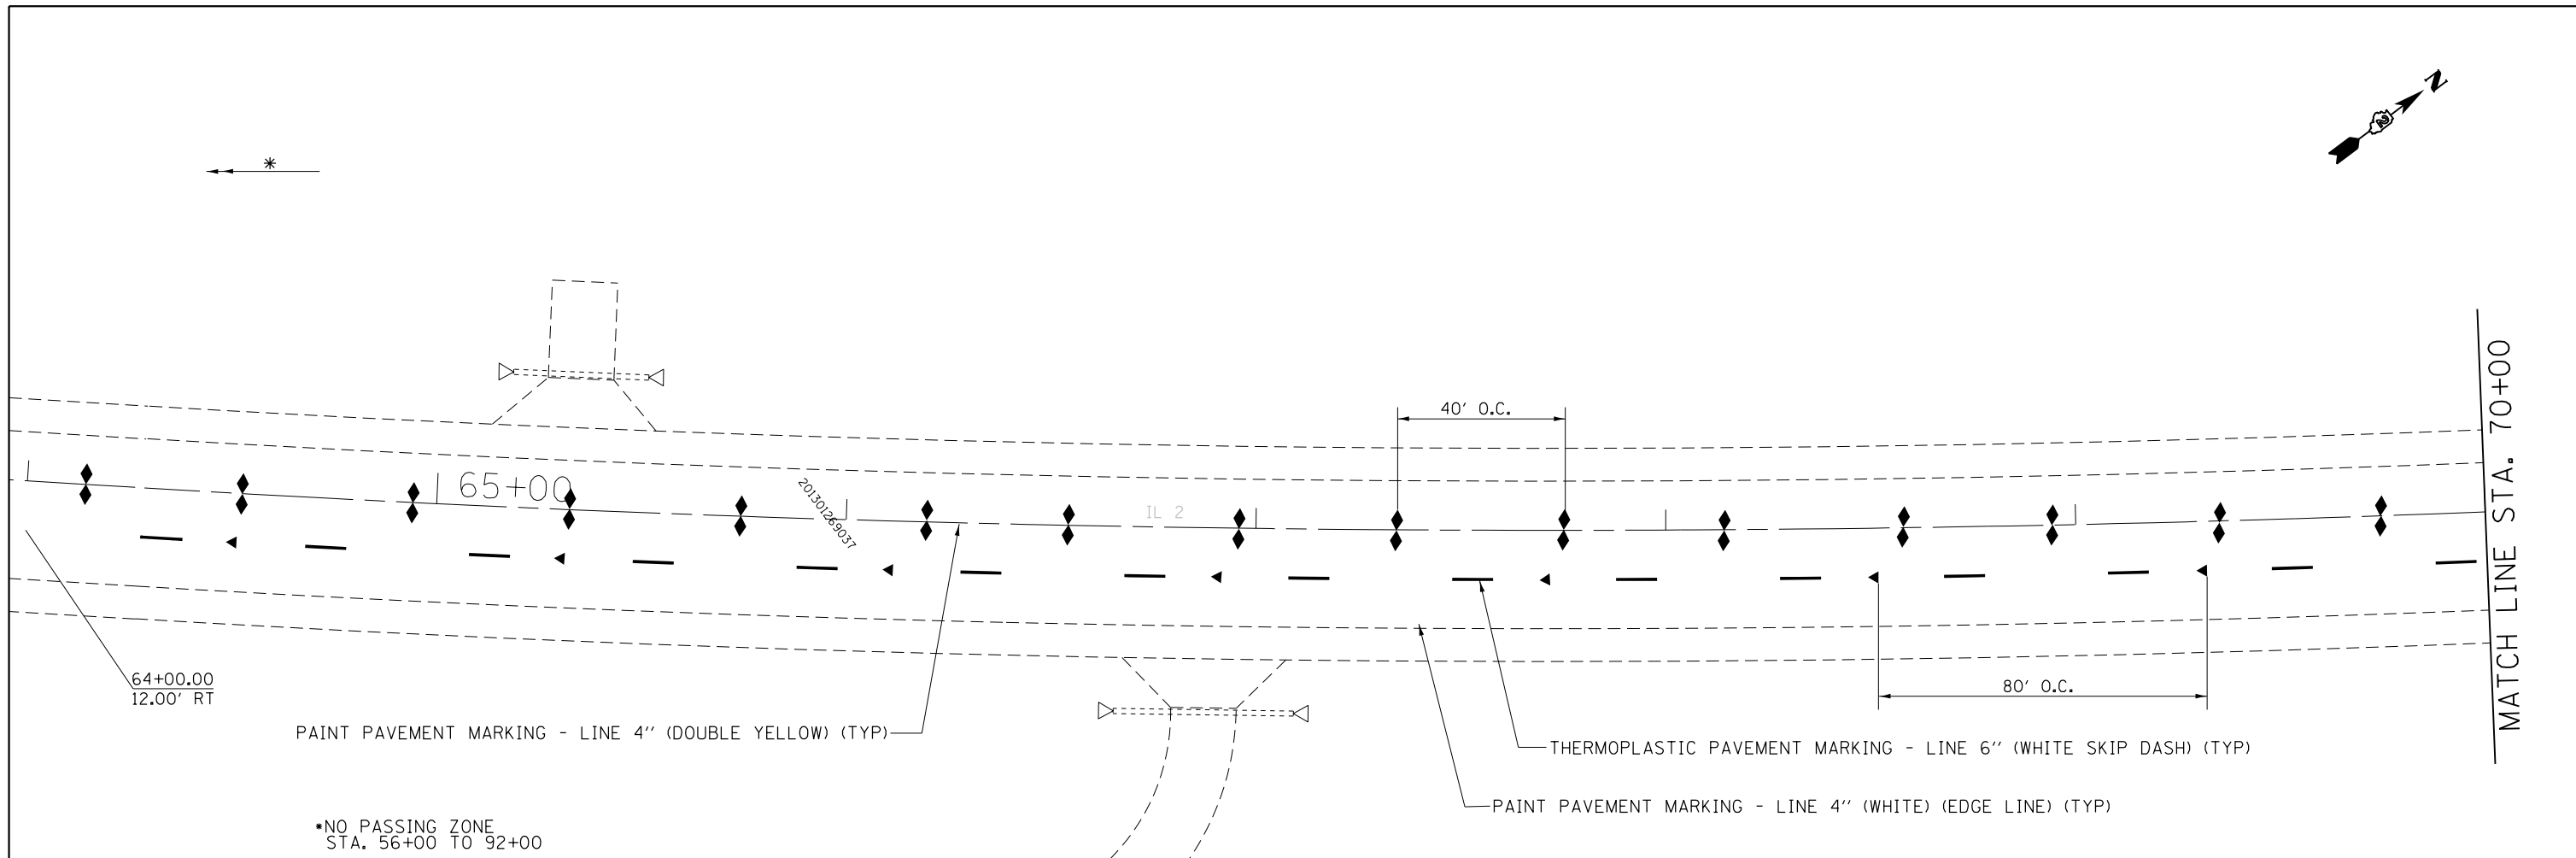 N
2
*
40' O.C.
65+00
201301269037
IL 2
MATCH LINE STA. 70+00
64+00.00
12.00' RT
80' O.C.
PAINT PAVEMENT MARKING - LINE 4'' (DOUBLE YELLOW) (TYP)
THERMOPLASTIC PAVEMENT MARKING - LINE 6'' (WHITE SKIP DASH) (TYP)
PAINT PAVEMENT MARKING - LINE 4'' (WHITE) (EDGE LINE) (TYP)
*NO PASSING ZONE
STA. 56+00 TO 92+00